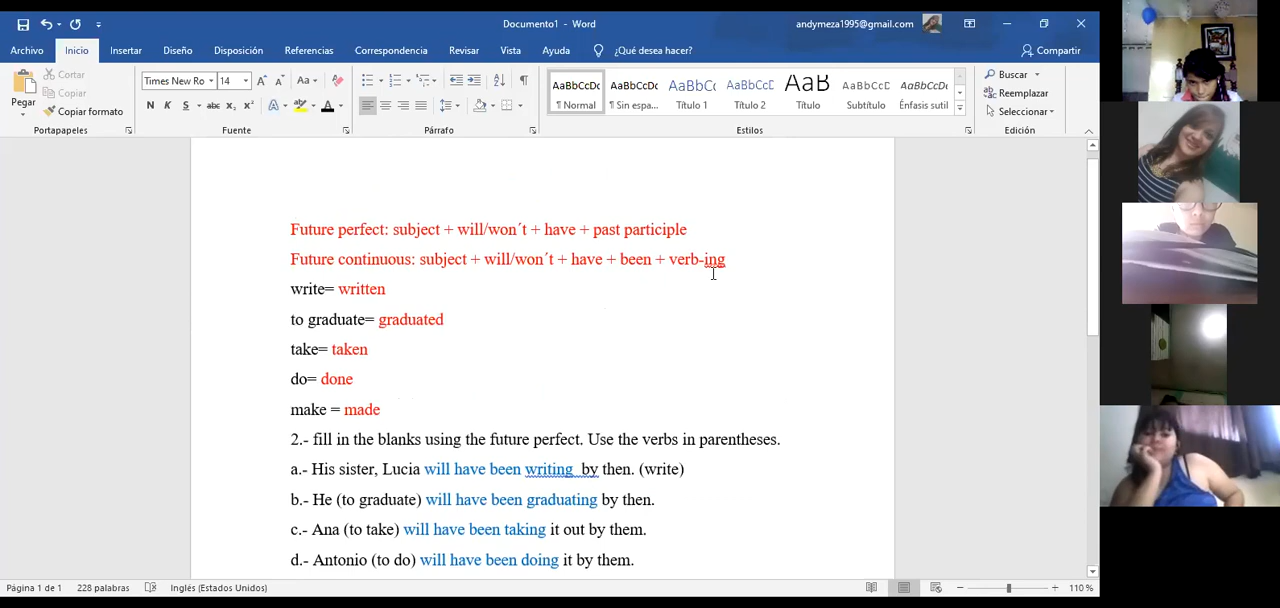 Documento1 - Word
andymeza1995@gmail.com
Archivo Inicio Insertar Diseño Disposición Referencias Correspondencia Revisar Vista Ayuda ¿Qué desea hacer? Compartir
Pegar
Cortar
Copiar
Copiar formato
Portapapeles
Times New Ro 14
Aa
N K S abc x₂ x²
Fuente
Párrafo
AaBbCcDc AaBbCcDc AaBbCc AaBbCcD AaB AaBbCcD AaBbCcDc
¶ Normal ¶ Sin espa... Título 1 Título 2 Título Subtítulo Énfasis sutil
Estilos
Buscar
Reemplazar
Seleccionar
Edición
Future perfect: subject + will/won´t + have + past participle
Future continuous: subject + will/won´t + have + been + verb-ing
write= written
to graduate= graduated
take= taken
do= done
make = made
2.- fill in the blanks using the future perfect. Use the verbs in parentheses.
a.- His sister, Lucia will have been writing by then. (write)
b.- He (to graduate) will have been graduating by then.
c.- Ana (to take) will have been taking it out by them.
d.- Antonio (to do) will have been doing it by them.
Página 1 de 1 228 palabras Inglés (Estados Unidos) 110 %